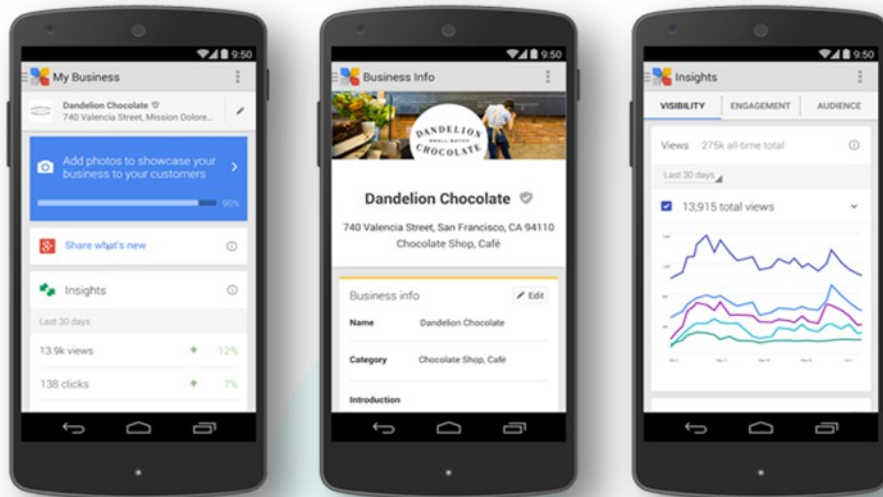 9:50
My Business
Dandelion Chocolate
740 Valencia Street, Mission Dolore...
Add photos to showcase your
business to your customers
90%
Share what's new
Insights
Last 30 days
13.9k views 12%
138 clicks 7%
9:50
Business Info
DANDELION
SMALL BATCH
CHOCOLATE
Dandelion Chocolate
740 Valencia Street, San Francisco, CA 94110
Chocolate Shop, Café
Business info Edit
Name Dandelion Chocolate
Category Chocolate Shop, Café
Introduction
9:50
Insights
VISIBILITY ENGAGEMENT AUDIENCE
Views 275k all-time total
Last 30 days
13,915 total views